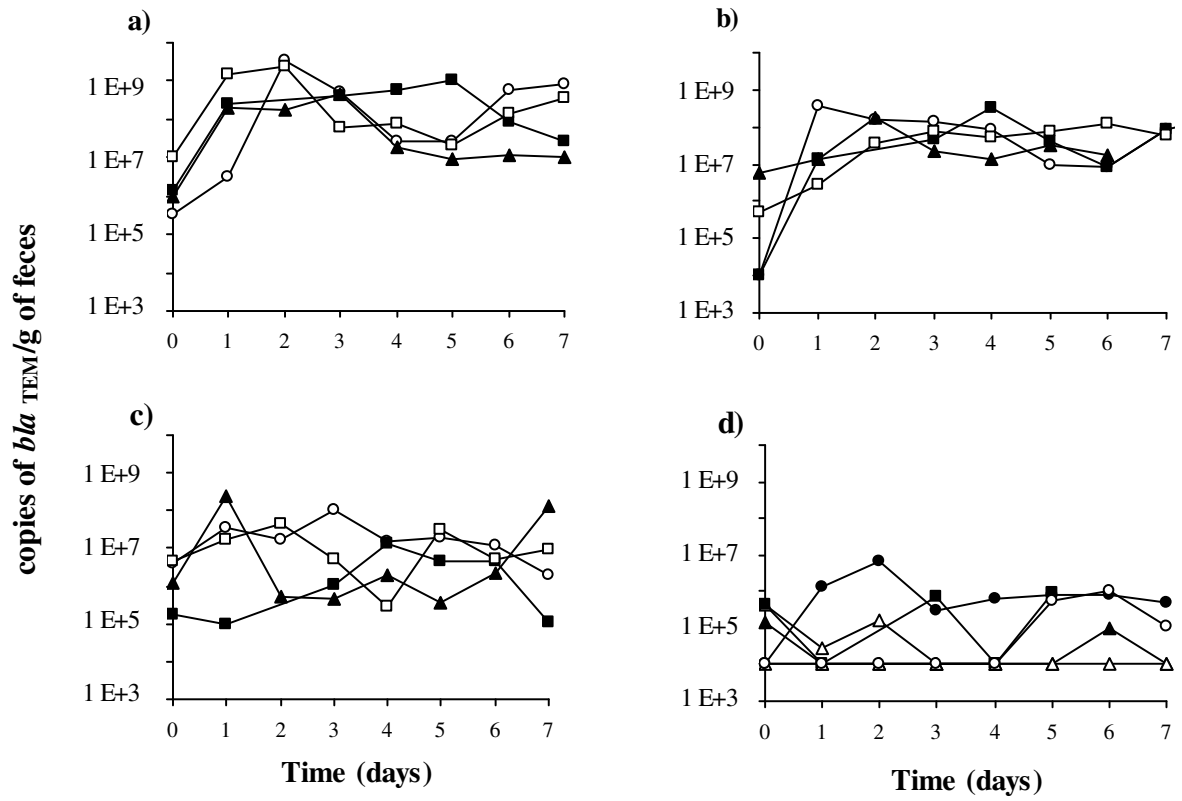 a)
1 E+9
1 E+7
1 E+5
1 E+3
0 1 2 3 4 5 6 7
b)
1 E+9
1 E+7
1 E+5
1 E+3
0 1 2 3 4 5 6 7
copies of bla TEM/g of feces
c)
1 E+9
1 E+7
1 E+5
1 E+3
0 1 2 3 4 5 6 7
Time (days)
d)
1 E+9
1 E+7
1 E+5
1 E+3
0 1 2 3 4 5 6 7
Time (days)